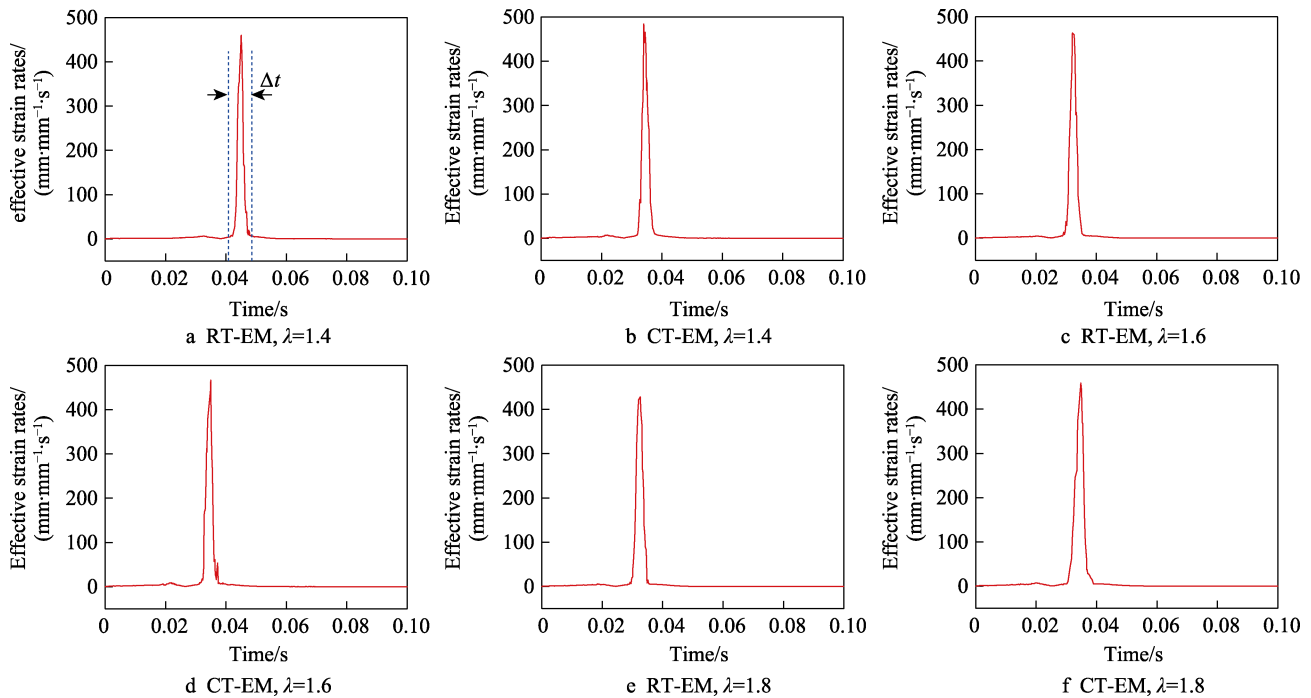 500
400
300
200
100
0
effective strain rates/
(mm·mm⁻¹·s⁻¹)
Δt
0 0.02 0.04 0.06 0.08 0.10
Time/s
a RT-EM, λ=1.4
500
400
300
200
100
0
Effective strain rates/
(mm·mm⁻¹·s⁻¹)
0 0.02 0.04 0.06 0.08 0.10
Time/s
b CT-EM, λ=1.4
500
400
300
200
100
0
Effective strain rates/
(mm·mm⁻¹·s⁻¹)
0 0.02 0.04 0.06 0.08 0.10
Time/s
c RT-EM, λ=1.6
500
400
300
200
100
0
Effective strain rates/
(mm·mm⁻¹·s⁻¹)
0 0.02 0.04 0.06 0.08 0.10
Time/s
d CT-EM, λ=1.6
500
400
300
200
100
0
Effective strain rates/
(mm·mm⁻¹·s⁻¹)
0 0.02 0.04 0.06 0.08 0.10
Time/s
e RT-EM, λ=1.8
500
400
300
200
100
0
Effective strain rates/
(mm·mm⁻¹·s⁻¹)
0 0.02 0.04 0.06 0.08 0.10
Time/s
f CT-EM, λ=1.8